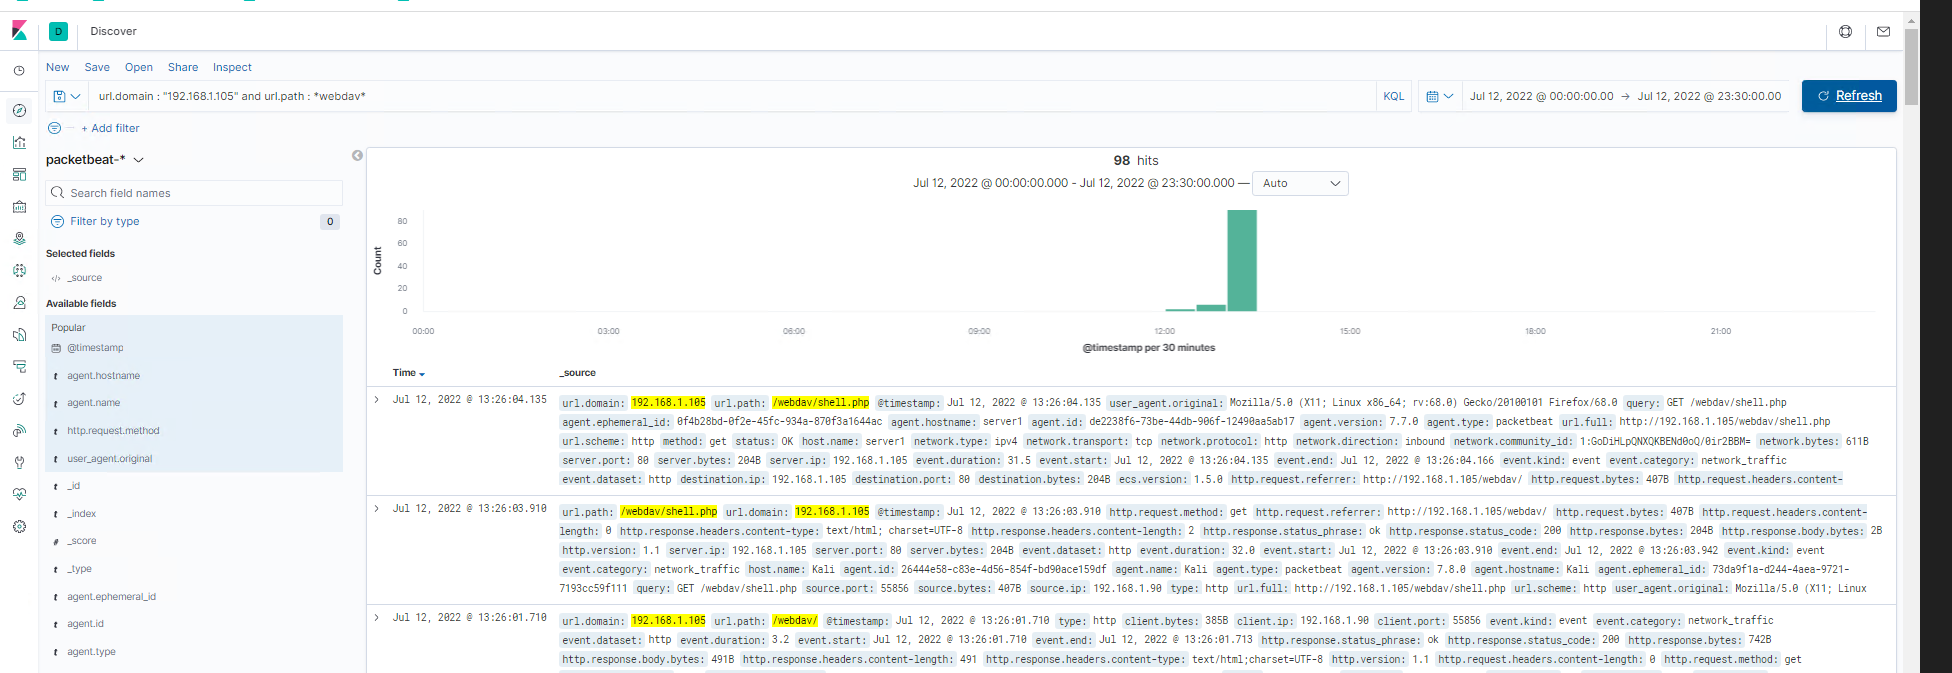 D Discover
New Save Open Share Inspect
url.domain : "192.168.1.105" and url.path : *webdav* KQL Jul 12, 2022 @ 00:00:00.00 → Jul 12, 2022 @ 23:30:00.00 Refresh
+ Add filter
packetbeat-*
Search field names
Filter by type 0
Selected fields
</> _source
Available fields
Popular
@timestamp
t agent.hostname
t agent.name
t http.request.method
t user_agent.original
t _id
t _index
# _score
t _type
t agent.ephemeral_id
t agent.id
t agent.type
98 hits
Jul 12, 2022 @ 00:00:00.000 - Jul 12, 2022 @ 23:30:00.000 — Auto
Count
80
60
40
20
0
00:00 03:00 06:00 09:00 12:00 15:00 18:00 21:00
@timestamp per 30 minutes
Time _source
Jul 12, 2022 @ 13:26:04.135 url.domain: 192.168.1.105 url.path: /webdav/shell.php @timestamp: Jul 12, 2022 @ 13:26:04.135 user_agent.original: Mozilla/5.0 (X11; Linux x86_64; rv:68.0) Gecko/20100101 Firefox/68.0 query: GET /webdav/shell.php
agent.ephemeral_id: 0f4b28bd-0f2e-45fc-934a-870f3a1644ac agent.hostname: server1 agent.id: de2238f6-73be-44db-906f-12490aa5ab17 agent.version: 7.7.0 agent.type: packetbeat url.full: http://192.168.1.105/webdav/shell.php
url.scheme: http method: get status: OK host.name: server1 network.type: ipv4 network.transport: tcp network.protocol: http network.direction: inbound network.community_id: 1:GoDiHLpQNXQKBENd0oQ/0ir2BBM= network.bytes: 611B
server.port: 80 server.bytes: 204B server.ip: 192.168.1.105 event.duration: 31.5 event.start: Jul 12, 2022 @ 13:26:04.135 event.end: Jul 12, 2022 @ 13:26:04.166 event.kind: event event.category: network_traffic
event.dataset: http destination.ip: 192.168.1.105 destination.port: 80 destination.bytes: 204B ecs.version: 1.5.0 http.request.referrer: http://192.168.1.105/webdav/ http.request.bytes: 407B http.request.headers.content-
Jul 12, 2022 @ 13:26:03.910 url.path: /webdav/shell.php url.domain: 192.168.1.105 @timestamp: Jul 12, 2022 @ 13:26:03.910 http.request.method: get http.request.referrer: http://192.168.1.105/webdav/ http.request.bytes: 407B http.request.headers.content-
length: 0 http.response.headers.content-type: text/html; charset=UTF-8 http.response.headers.content-length: 2 http.response.status_phrase: ok http.response.status_code: 200 http.response.bytes: 204B http.response.body.bytes: 2B
http.version: 1.1 server.ip: 192.168.1.105 server.port: 80 server.bytes: 204B event.dataset: http event.duration: 32.0 event.start: Jul 12, 2022 @ 13:26:03.910 event.end: Jul 12, 2022 @ 13:26:03.942 event.kind: event
event.category: network_traffic host.name: Kali agent.id: 26444e58-c83e-4d56-854f-bd90ace159df agent.name: Kali agent.type: packetbeat agent.version: 7.8.0 agent.hostname: Kali agent.ephemeral_id: 73da9f1a-d244-4aea-9721-
7193cc59f111 query: GET /webdav/shell.php source.port: 55856 source.bytes: 407B source.ip: 192.168.1.90 type: http url.full: http://192.168.1.105/webdav/shell.php url.scheme: http user_agent.original: Mozilla/5.0 (X11; Linux
Jul 12, 2022 @ 13:26:01.710 url.domain: 192.168.1.105 url.path: /webdav/ @timestamp: Jul 12, 2022 @ 13:26:01.710 type: http client.bytes: 385B client.ip: 192.168.1.90 client.port: 55856 event.kind: event event.category: network_traffic
event.dataset: http event.duration: 3.2 event.start: Jul 12, 2022 @ 13:26:01.710 event.end: Jul 12, 2022 @ 13:26:01.713 http.response.status_phrase: ok http.response.status_code: 200 http.response.bytes: 742B
http.response.body.bytes: 491B http.response.headers.content-length: 491 http.response.headers.content-type: text/html;charset=UTF-8 http.version: 1.1 http.request.headers.content-length: 0 http.request.method: get